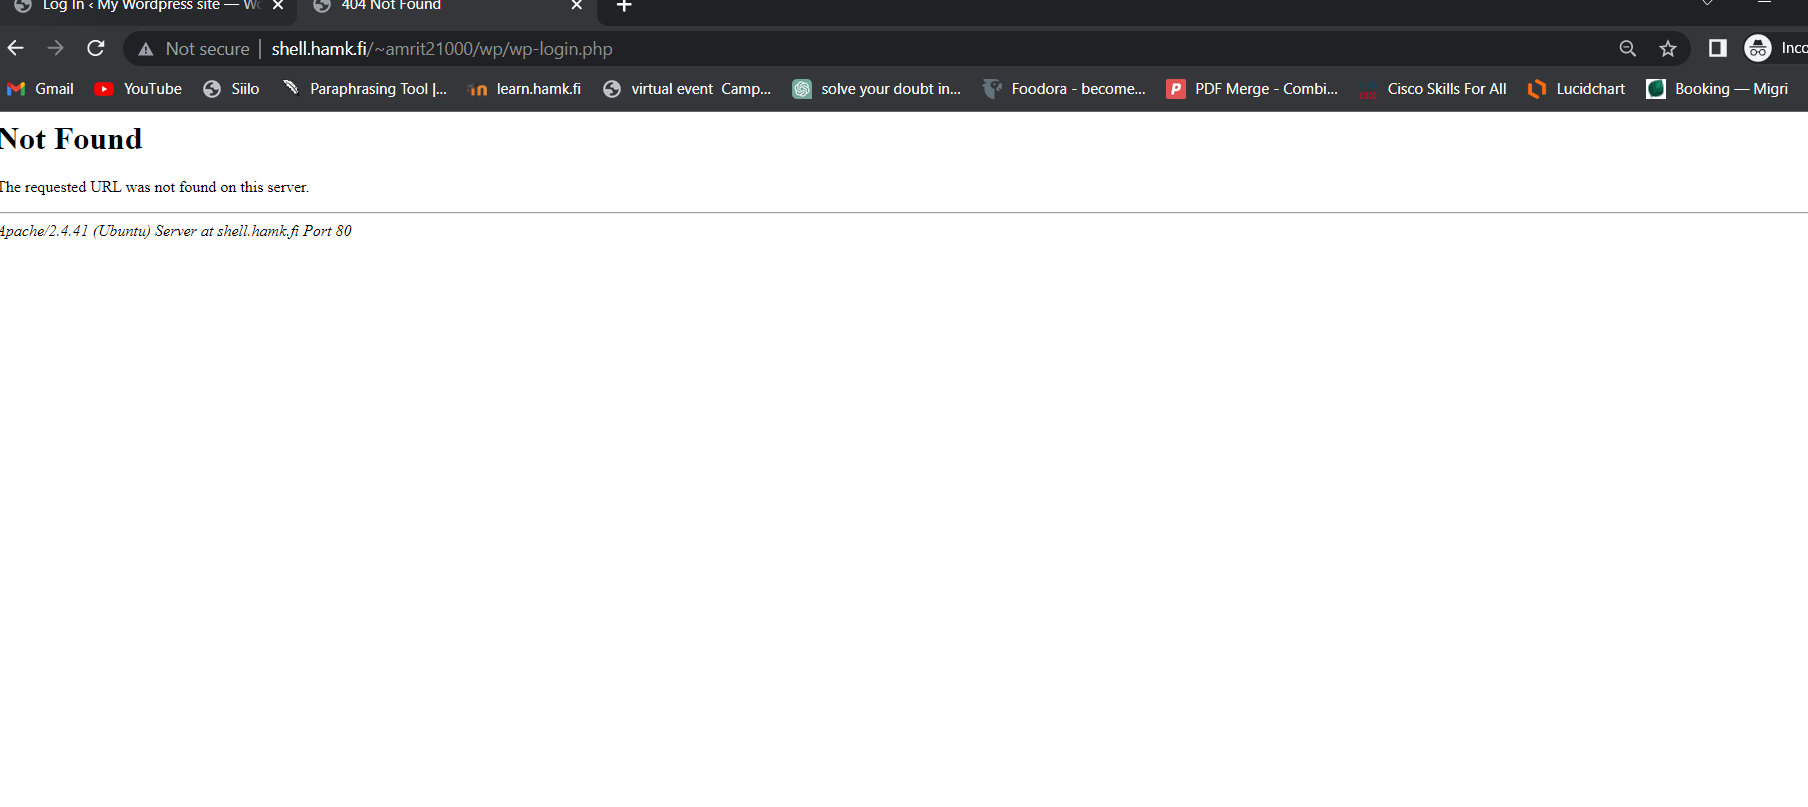 Log In ‹ My Wordpress site — Wo
404 Not Found
Not secure | shell.hamk.fi/~amrit21000/wp/wp-login.php
Inco
Gmail YouTube Siilo Paraphrasing Tool |... learn.hamk.fi virtual event Camp... solve your doubt in... Foodora - become... PDF Merge - Combi... Cisco Skills For All Lucidchart Booking — Migri
Not Found
The requested URL was not found on this server.
Apache/2.4.41 (Ubuntu) Server at shell.hamk.fi Port 80